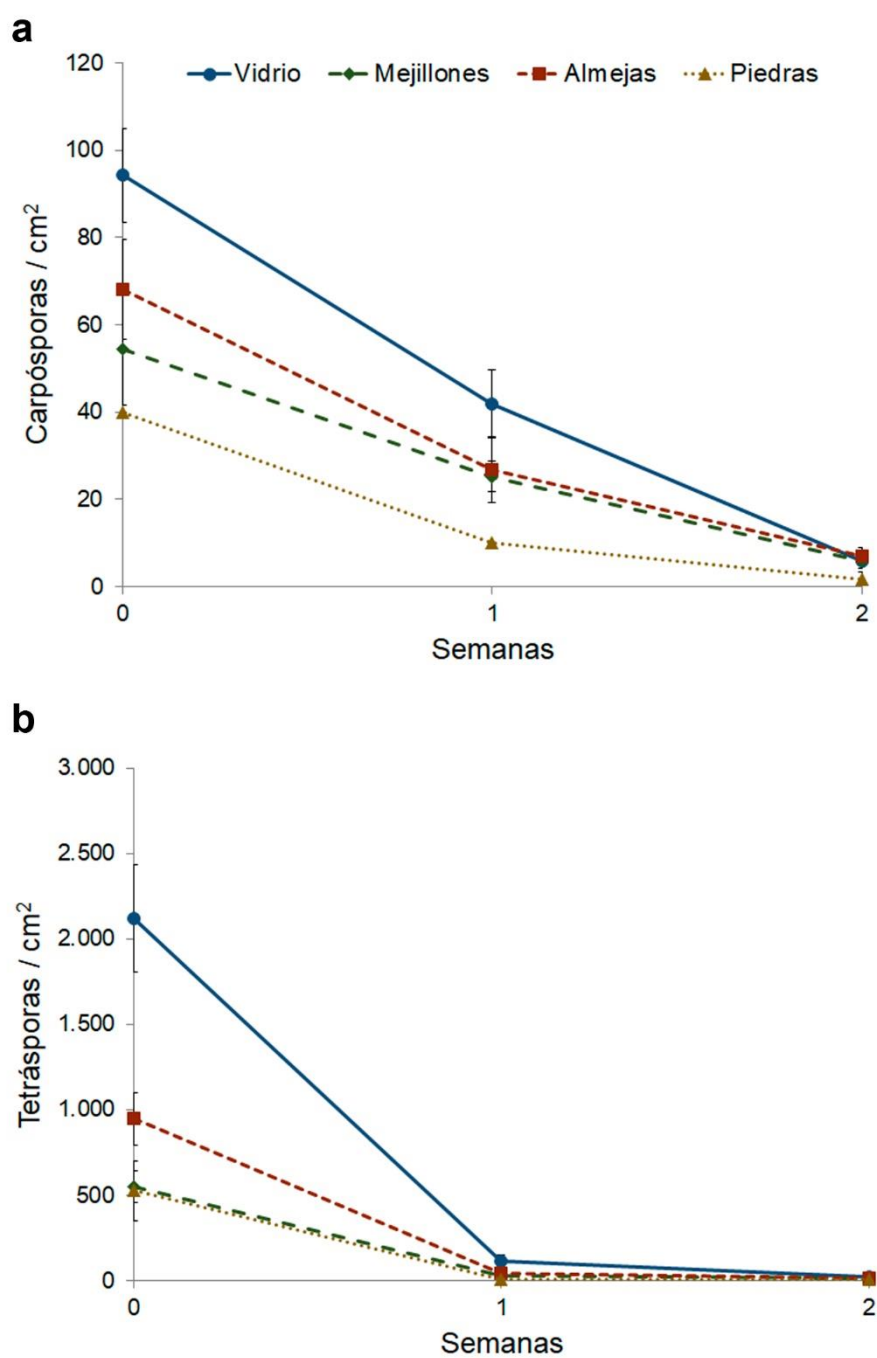 a
120
Vidrio Mejillones Almejas Piedras
100
80
60
40
20
0
Carpósporas / cm²
0 1 2
Semanas
b
3.000
2.500
2.000
1.500
1.000
500
0
Tetrásporas / cm²
0 1 2
Semanas